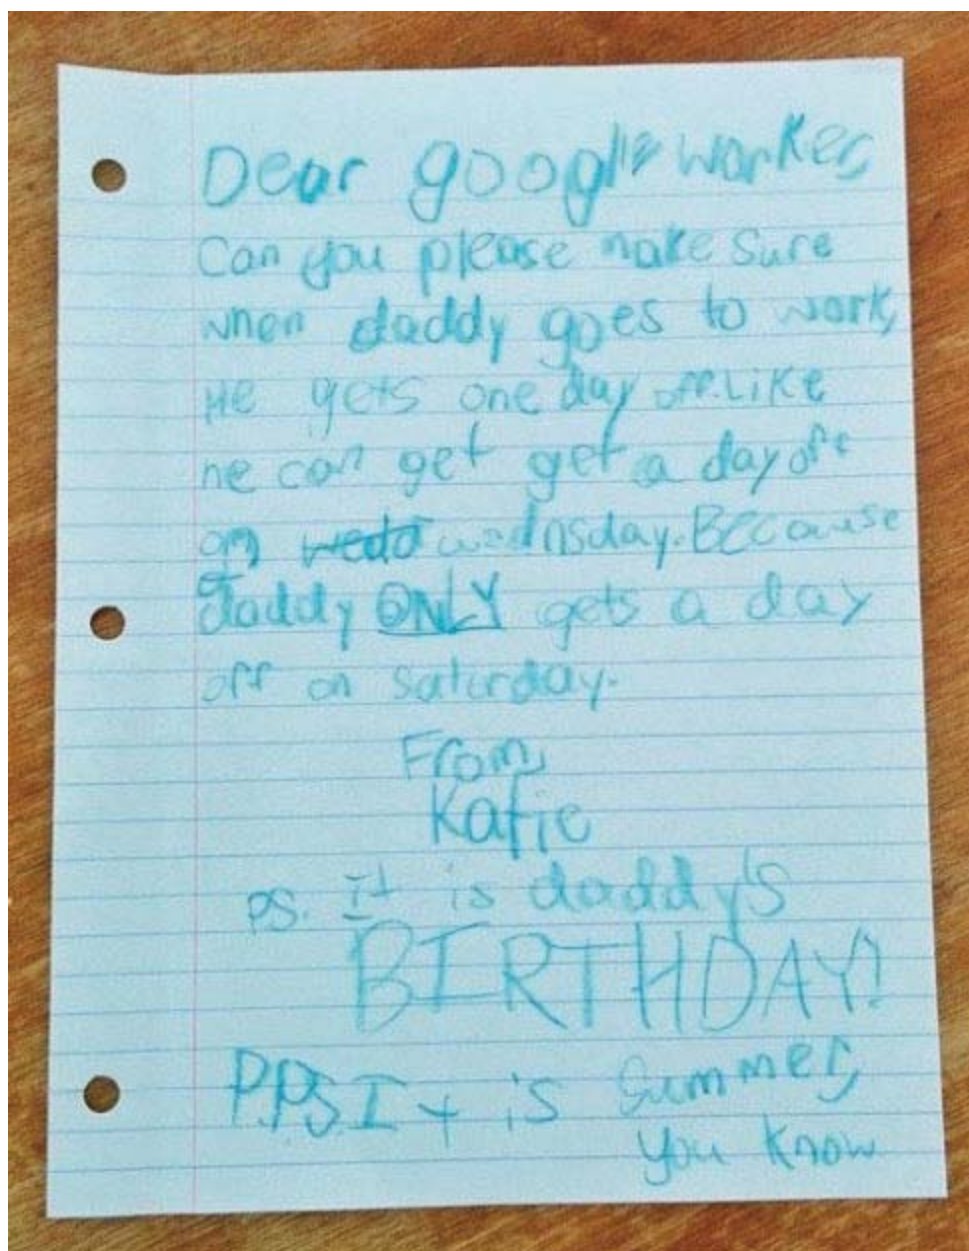 Dear google worker,
Can you please make sure
when daddy goes to work,
He gets one day off. Like
he can get get a day off
on wedd wednsday. Because
daddy ONLY gets a day
off on saturday.
From,
Katie
P.S. It is daddy's
BIRTHDAY!
P.P.S. It is summer,
you know